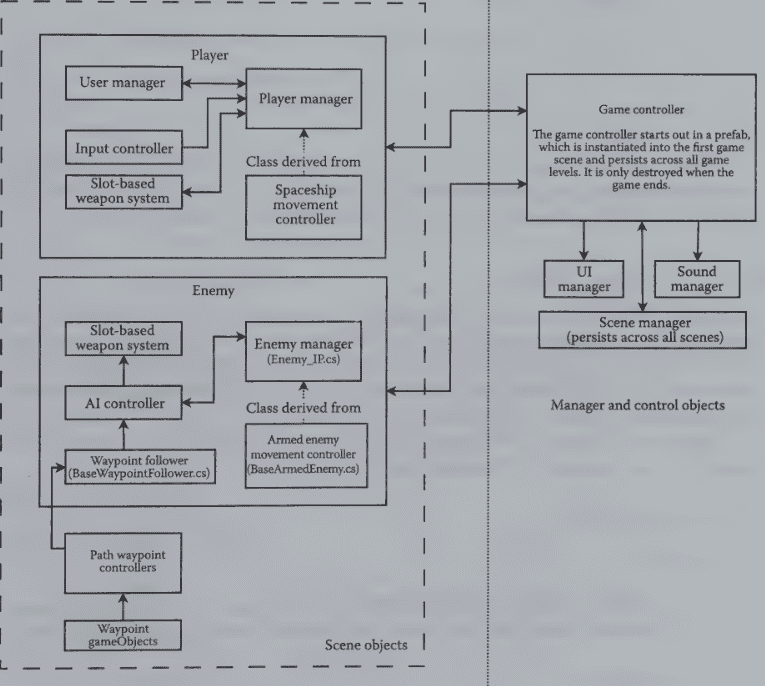 Player
User manager
Player manager
Input controller
Class derived from
Slot-based
weapon system
Spaceship
movement
controller
Enemy
Slot-based
weapon system
Enemy manager
(Enemy_IP.cs)
AI controller
Class derived from
Waypoint follower
(BaseWaypointFollower.cs)
Armed enemy
movement controller
(BaseArmedEnemy.cs)
Path waypoint
controllers
Waypoint
gameObjects
Scene objects
Game controller
The game controller starts out in a prefab,
which is instantiated into the first game
scene and persists across all game
levels. It is only destroyed when the
game ends.
UI
manager
Sound
manager
Scene manager
(persists across all scenes)
Manager and control objects